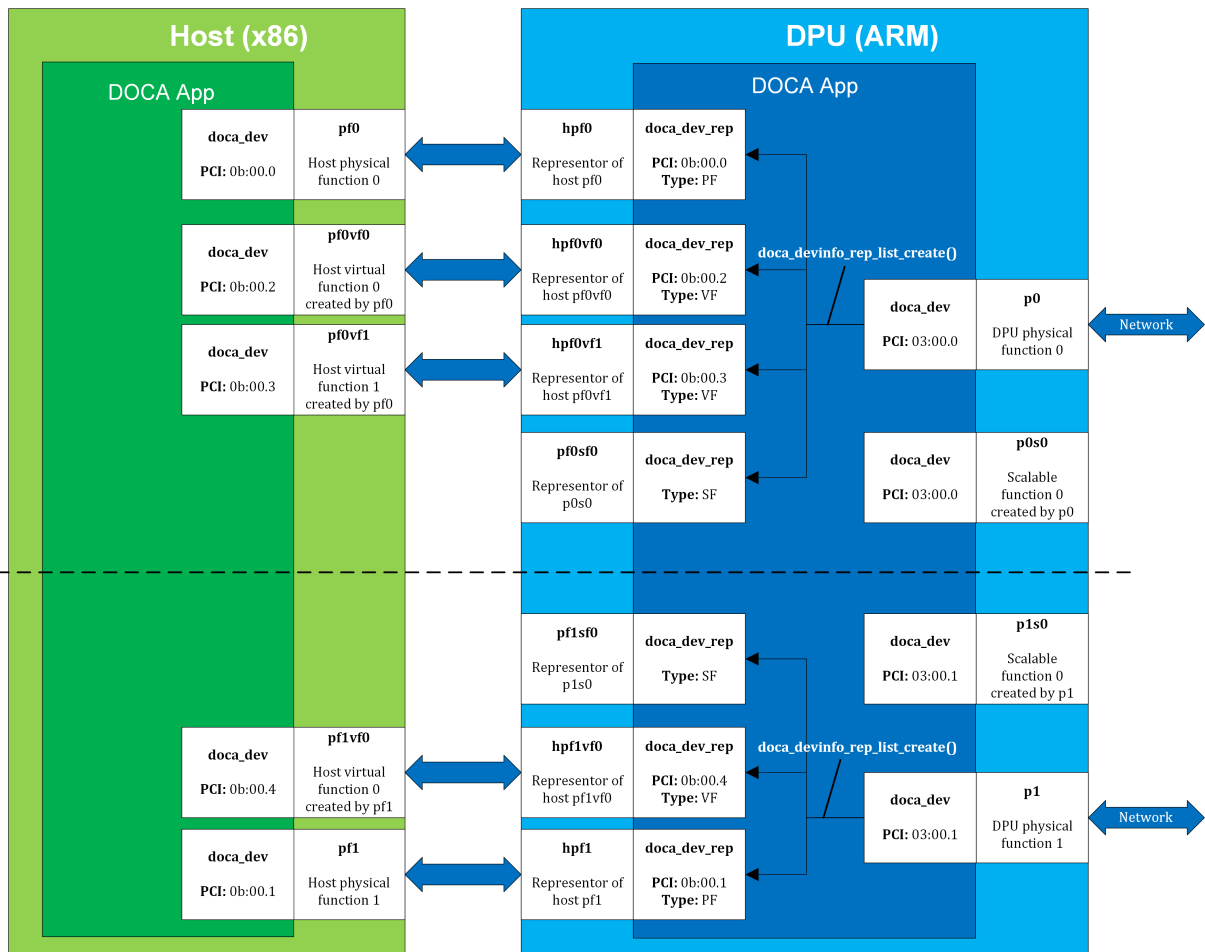 Host (x86)
DPU (ARM)
DOCA App
DOCA App
doca_dev
PCI: 0b:00.0
pf0
Host physical
function 0
hpf0
Representor of
host pf0
doca_dev_rep
PCI: 0b:00.0
Type: PF
doca_dev
PCI: 0b:00.2
pf0vf0
Host virtual
function 0
created by pf0
hpf0vf0
Representor of
host pf0vf0
doca_dev_rep
PCI: 0b:00.2
Type: VF
doca_devinfo_rep_list_create()
doca_dev
PCI: 03:00.0
p0
DPU physical
function 0
Network
doca_dev
PCI: 0b:00.3
pf0vf1
Host virtual
function 1
created by pf0
hpf0vf1
Representor of
host pf0vf1
doca_dev_rep
PCI: 0b:00.3
Type: VF
pf0sf0
Representor of
p0s0
doca_dev_rep
Type: SF
doca_dev
PCI: 03:00.0
p0s0
Scalable
function 0
created by p0
pf1sf0
Representor of
p1s0
doca_dev_rep
Type: SF
doca_dev
PCI: 03:00.1
p1s0
Scalable
function 0
created by p1
doca_dev
PCI: 0b:00.4
pf1vf0
Host virtual
function 0
created by pf1
hpf1vf0
Representor of
host pf1vf0
doca_dev_rep
PCI: 0b:00.4
Type: VF
doca_devinfo_rep_list_create()
doca_dev
PCI: 03:00.1
p1
DPU physical
function 1
Network
doca_dev
PCI: 0b:00.1
pf1
Host physical
function 1
hpf1
Representor of
host pf1
doca_dev_rep
PCI: 0b:00.1
Type: PF